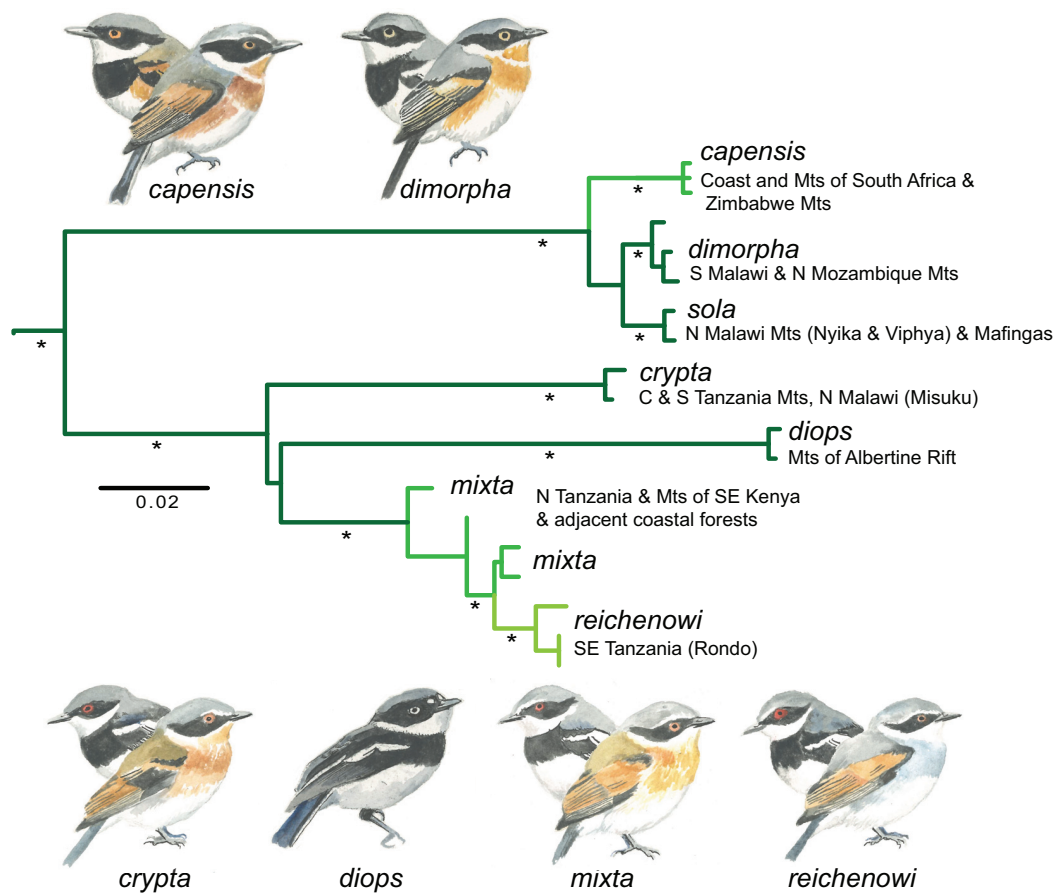 capensis
dimorpha
capensis
Coast and Mts of South Africa &
Zimbabwe Mts
*
*
dimorpha
*
S Malawi & N Mozambique Mts
sola
N Malawi Mts (Nyika & Viphya) & Mafingas
*
*
crypta
C & S Tanzania Mts, N Malawi (Misuku)
*
diops
Mts of Albertine Rift
*
*
0.02
mixta
N Tanzania & Mts of SE Kenya
& adjacent coastal forests
*
mixta
*
reichenowi
SE Tanzania (Rondo)
*
crypta
diops
mixta
reichenowi